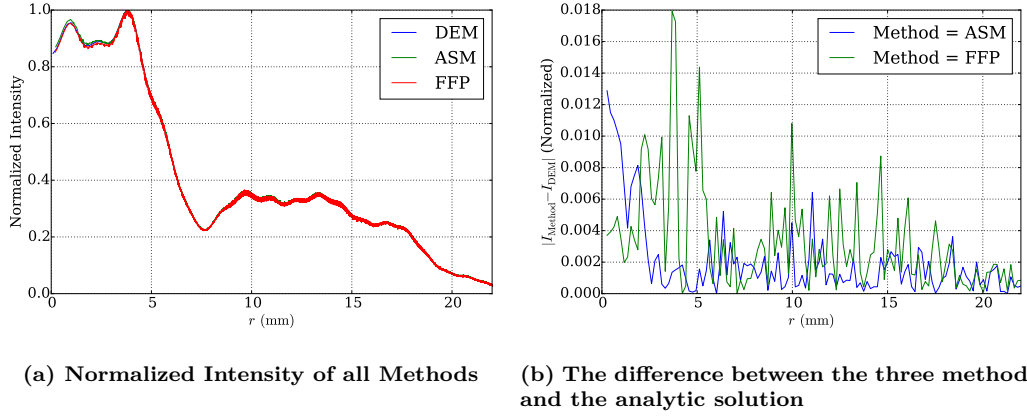 1.0
0.8
0.6
0.4
0.2
0.0
0
5
10
15
20
Normalized Intensity
r (mm)
DEM
ASM
FFP
0.018
0.016
0.014
0.012
0.010
0.008
0.006
0.004
0.002
0.000
0
5
10
15
20
|I_Method − I_DEM| (Normalized)
r (mm)
Method = ASM
Method = FFP
(a) Normalized Intensity of all Methods
(b) The difference between the three method
and the analytic solution